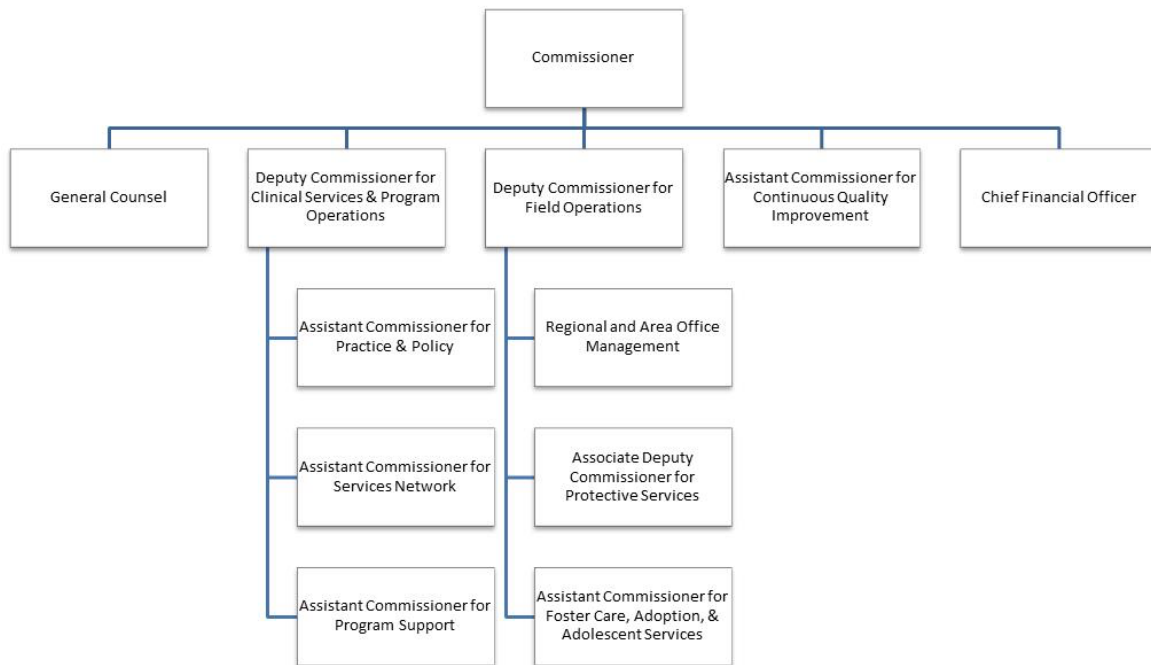 Commissioner
General Counsel
Deputy Commissioner for
Clinical Services & Program
Operations
Deputy Commissioner for
Field Operations
Assistant Commissioner for
Continuous Quality
Improvement
Chief Financial Officer
Assistant Commissioner for
Practice & Policy
Regional and Area Office
Management
Assistant Commissioner for
Services Network
Associate Deputy
Commissioner for
Protective Services
Assistant Commissioner for
Program Support
Assistant Commissioner for
Foster Care, Adoption, &
Adolescent Services